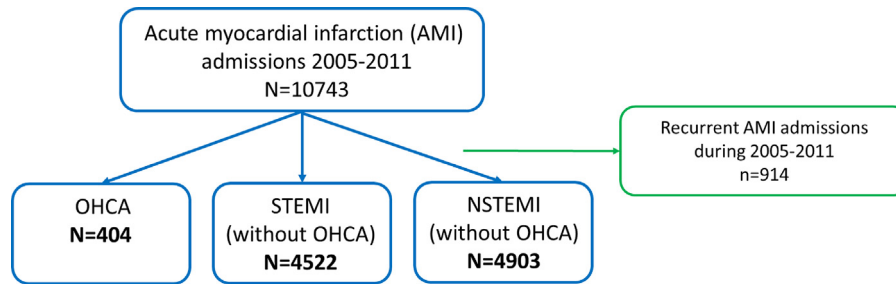 Acute myocardial infarction (AMI)
admissions 2005-2011
N=10743
Recurrent AMI admissions
during 2005-2011
n=914
OHCA
N=404
STEMI
(without OHCA)
N=4522
NSTEMI
(without OHCA)
N=4903